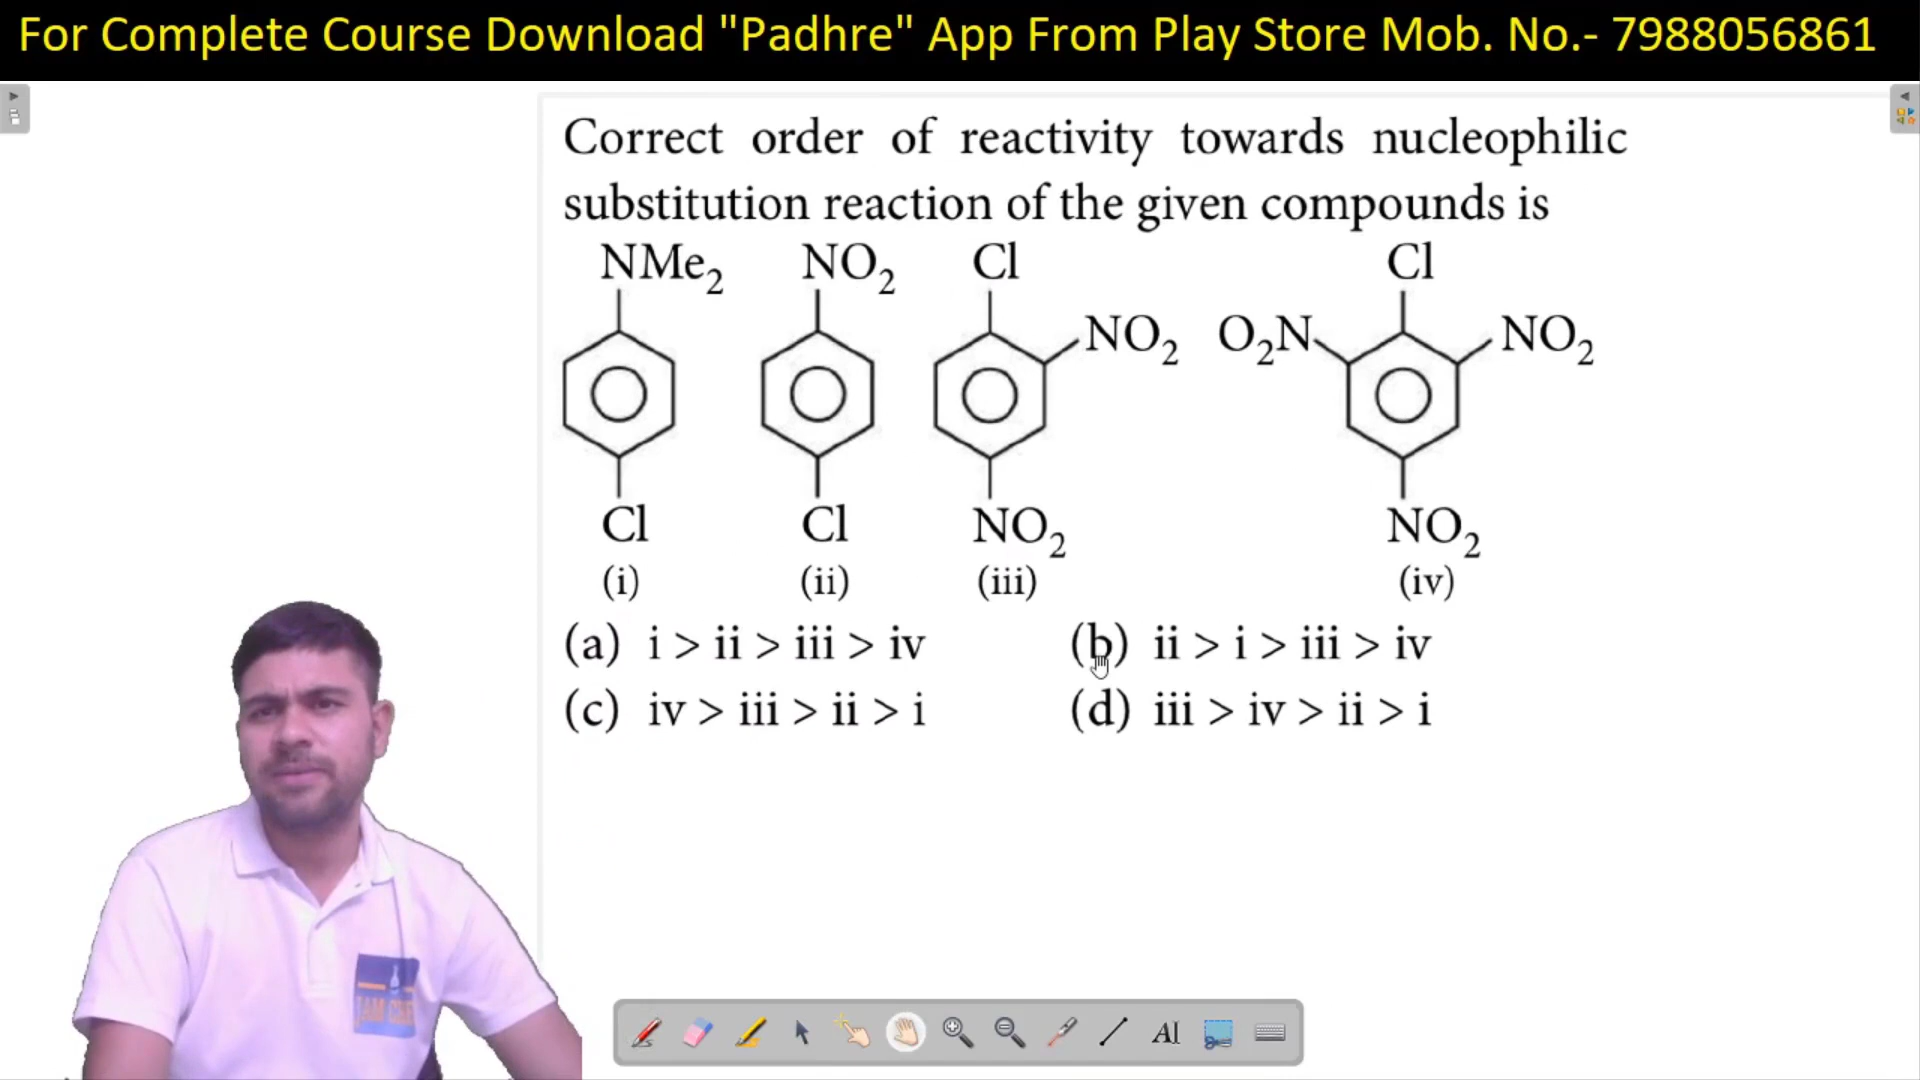 For Complete Course Download "Padhre" App From Play Store Mob. No.- 7988056861
Correct order of reactivity towards nucleophilic
substitution reaction of the given compounds is
NMe₂ NO₂ Cl Cl
NO₂ O₂N NO₂
Cl Cl NO₂ NO₂
(i) (ii) (iii) (iv)
(a) i > ii > iii > iv (b) ii > i > iii > iv
(c) iv > iii > ii > i (d) iii > iv > ii > i
AI